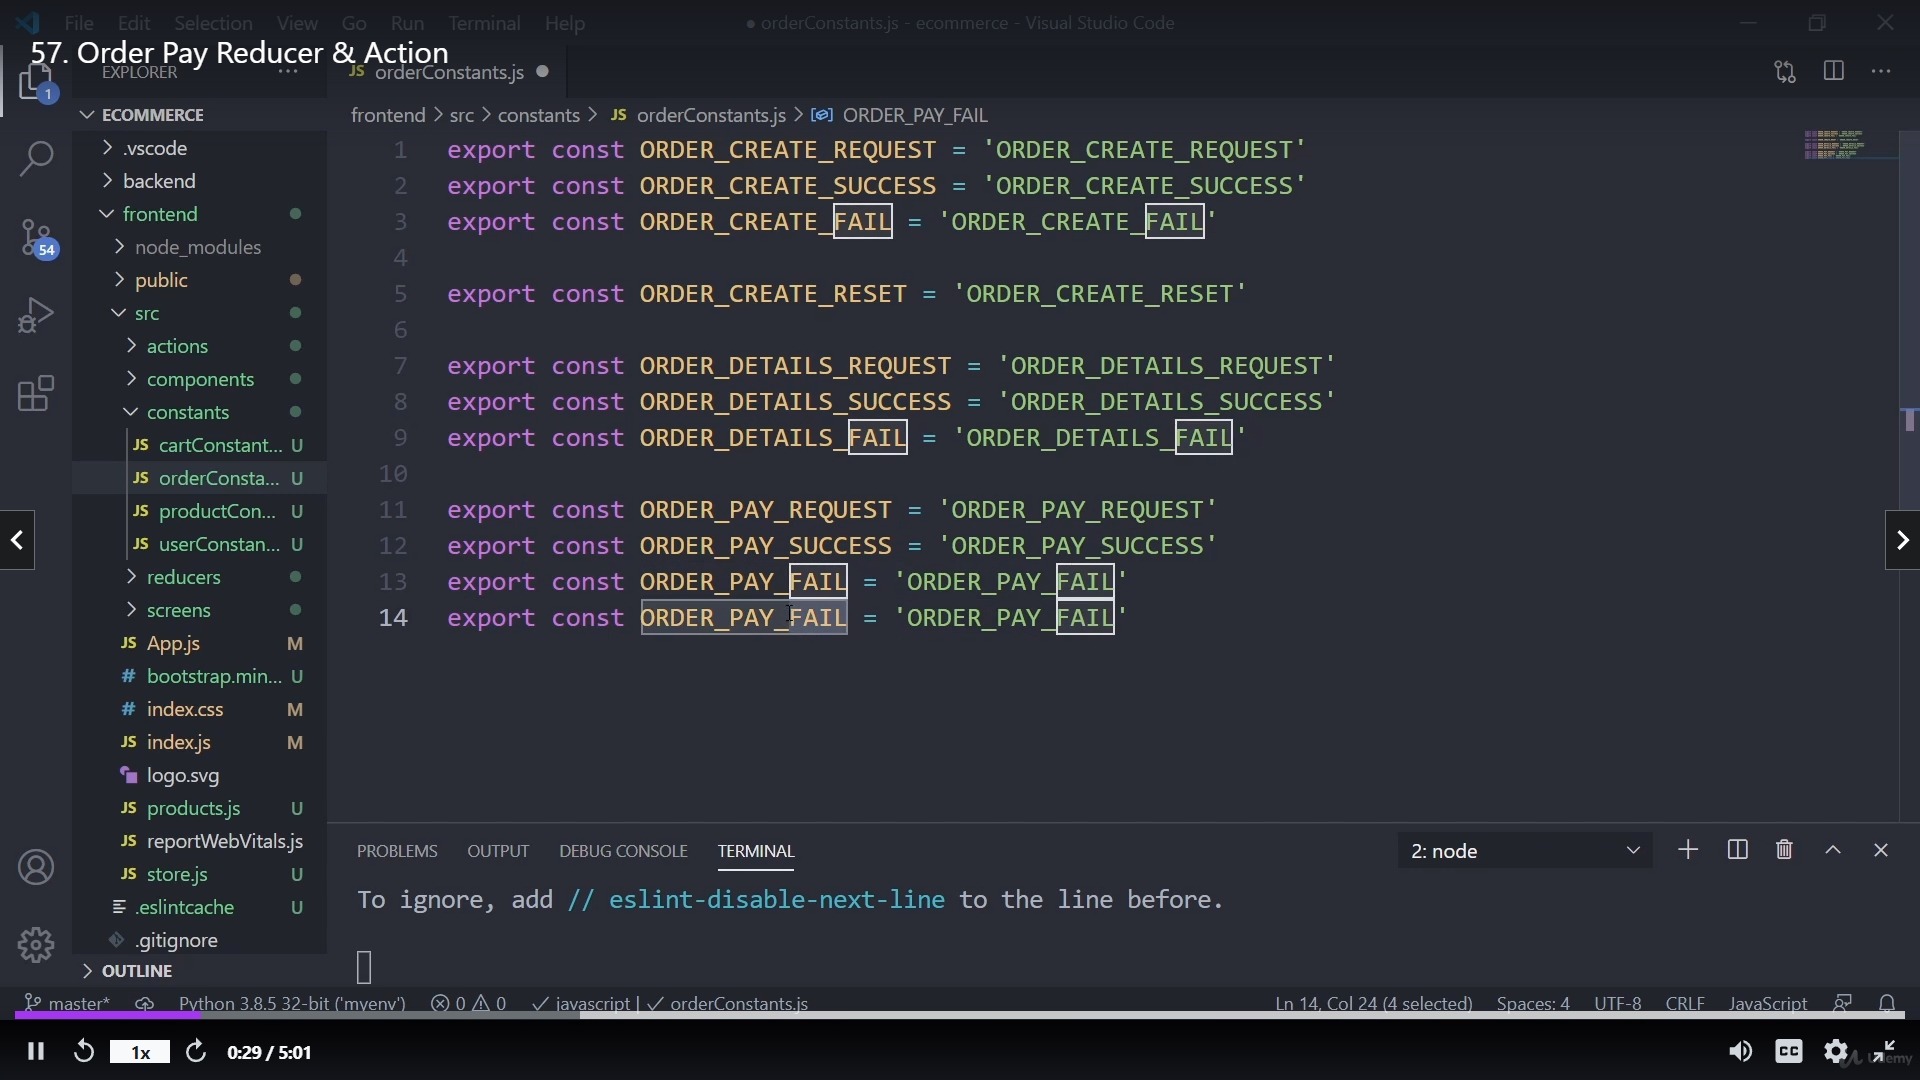 File Edit Selection View Go Run Terminal Help
● orderConstants.js - ecommerce - Visual Studio Code
57. Order Pay Reducer & Action
EXPLORER
JS orderConstants.js
1
ECOMMERCE
frontend > src > constants > JS orderConstants.js > ORDER_PAY_FAIL
.vscode
backend
frontend
node_modules
54
public
src
actions
components
constants
JS cartConstant... U
JS orderConsta... U
JS productCon... U
JS userConstan... U
reducers
screens
JS App.js M
# bootstrap.min... U
# index.css M
JS index.js M
logo.svg
JS products.js U
JS reportWebVitals.js
JS store.js U
.eslintcache U
.gitignore
OUTLINE
1 export const ORDER_CREATE_REQUEST = 'ORDER_CREATE_REQUEST'
2 export const ORDER_CREATE_SUCCESS = 'ORDER_CREATE_SUCCESS'
3 export const ORDER_CREATE_FAIL = 'ORDER_CREATE_FAIL'
4
5 export const ORDER_CREATE_RESET = 'ORDER_CREATE_RESET'
6
7 export const ORDER_DETAILS_REQUEST = 'ORDER_DETAILS_REQUEST'
8 export const ORDER_DETAILS_SUCCESS = 'ORDER_DETAILS_SUCCESS'
9 export const ORDER_DETAILS_FAIL = 'ORDER_DETAILS_FAIL'
10
11 export const ORDER_PAY_REQUEST = 'ORDER_PAY_REQUEST'
12 export const ORDER_PAY_SUCCESS = 'ORDER_PAY_SUCCESS'
13 export const ORDER_PAY_FAIL = 'ORDER_PAY_FAIL'
14 export const ORDER_PAY_FAIL = 'ORDER_PAY_FAIL'
PROBLEMS OUTPUT DEBUG CONSOLE TERMINAL
2: node
To ignore, add // eslint-disable-next-line to the line before.
master* Python 3.8.5 32-bit ('myenv') 0 0 javascript | orderConstants.js
Ln 14, Col 24 (4 selected) Spaces: 4 UTF-8 CRLF JavaScript
1x 0:29 / 5:01
CC
Udemy